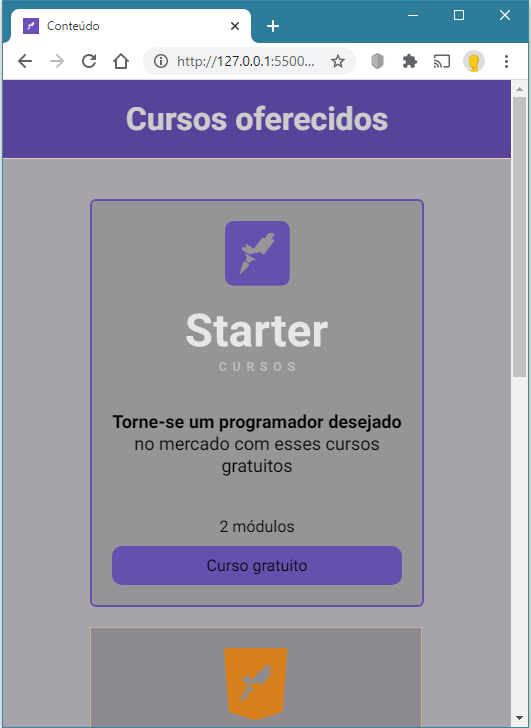 Conteúdo
http://127.0.0.1:5500...
Cursos oferecidos
Starter
CURSOS
Torne-se um programador desejado
no mercado com esses cursos
gratuitos
2 módulos
Curso gratuito